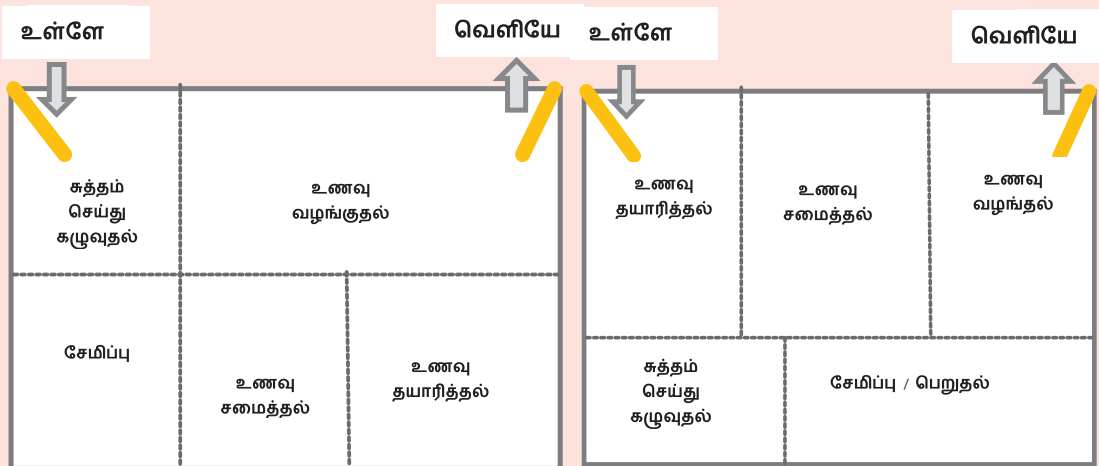 உள்ளே
வெளியே
சுத்தம்
செய்து
கழுவுதல்
உணவு
வழங்குதல்
சேமிப்பு
உணவு
சமைத்தல்
உணவு
தயாரித்தல்
உள்ளே
வெளியே
உணவு
தயாரித்தல்
உணவு
சமைத்தல்
உணவு
வழங்தல்
சுத்தம்
செய்து
கழுவுதல்
சேமிப்பு / பெறுதல்